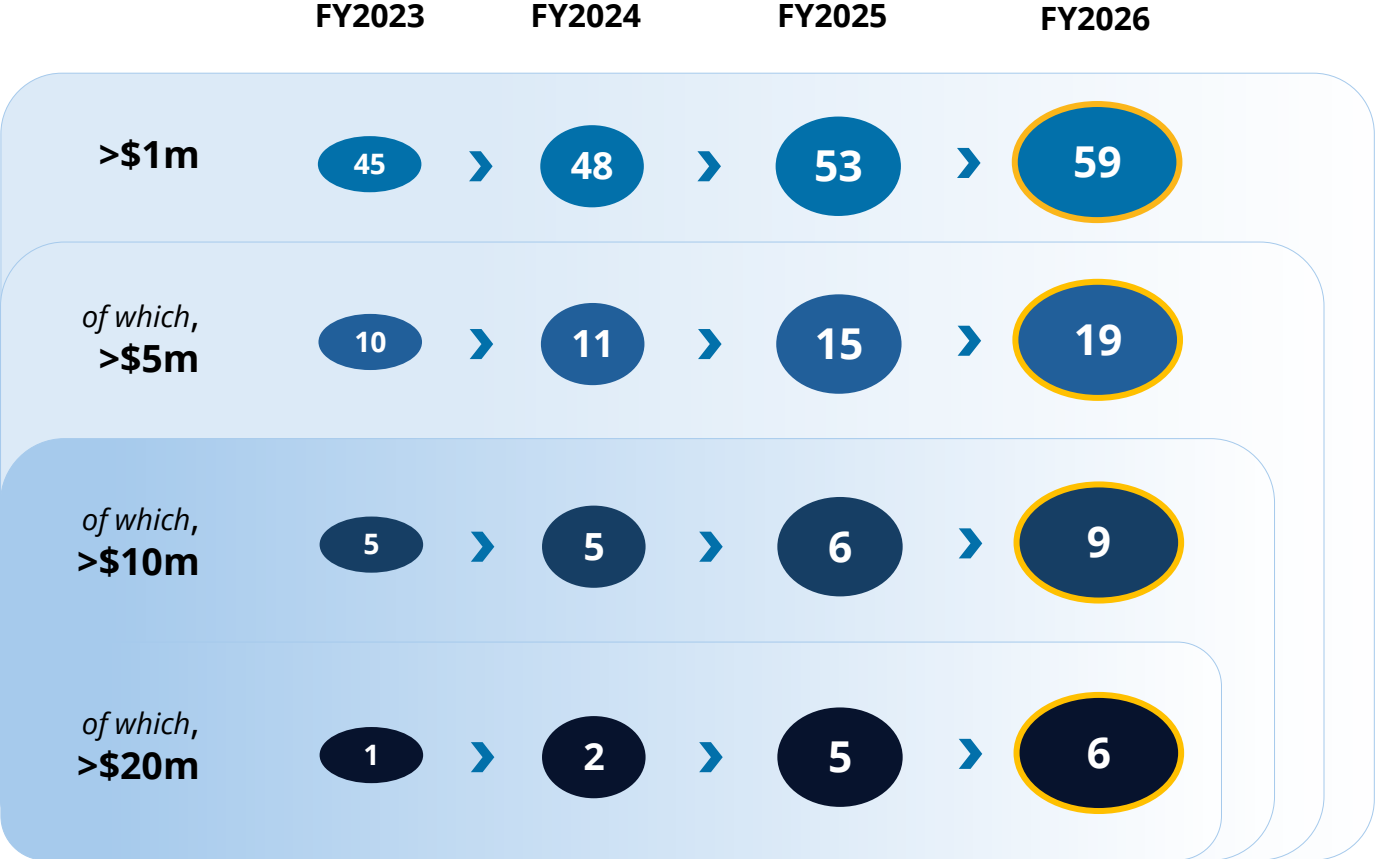 FY2023 FY2024 FY2025 FY2026
>$1m 45 48 53 59
of which,
>$5m 10 11 15 19
of which,
>$10m 5 5 6 9
of which,
>$20m 1 2 5 6